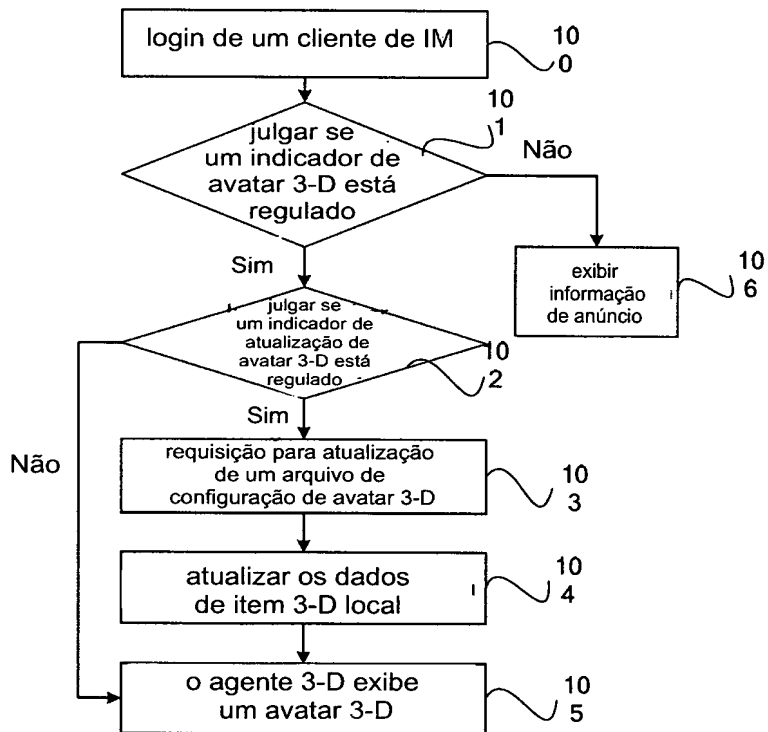 login de um cliente de IM
10
0
julgar se
um indicador de
avatar 3-D está
regulado
10
1
Não
Sim
exibir
informação
de anúncio
10
6
julgar se
um indicador de
atualização de
avatar 3-D está
regulado
10
2
Sim
Não
requisição para atualização
de um arquivo de
configuração de avatar 3-D
10
3
atualizar os dados
de item 3-D local
10
4
o agente 3-D exibe
um avatar 3-D
10
5